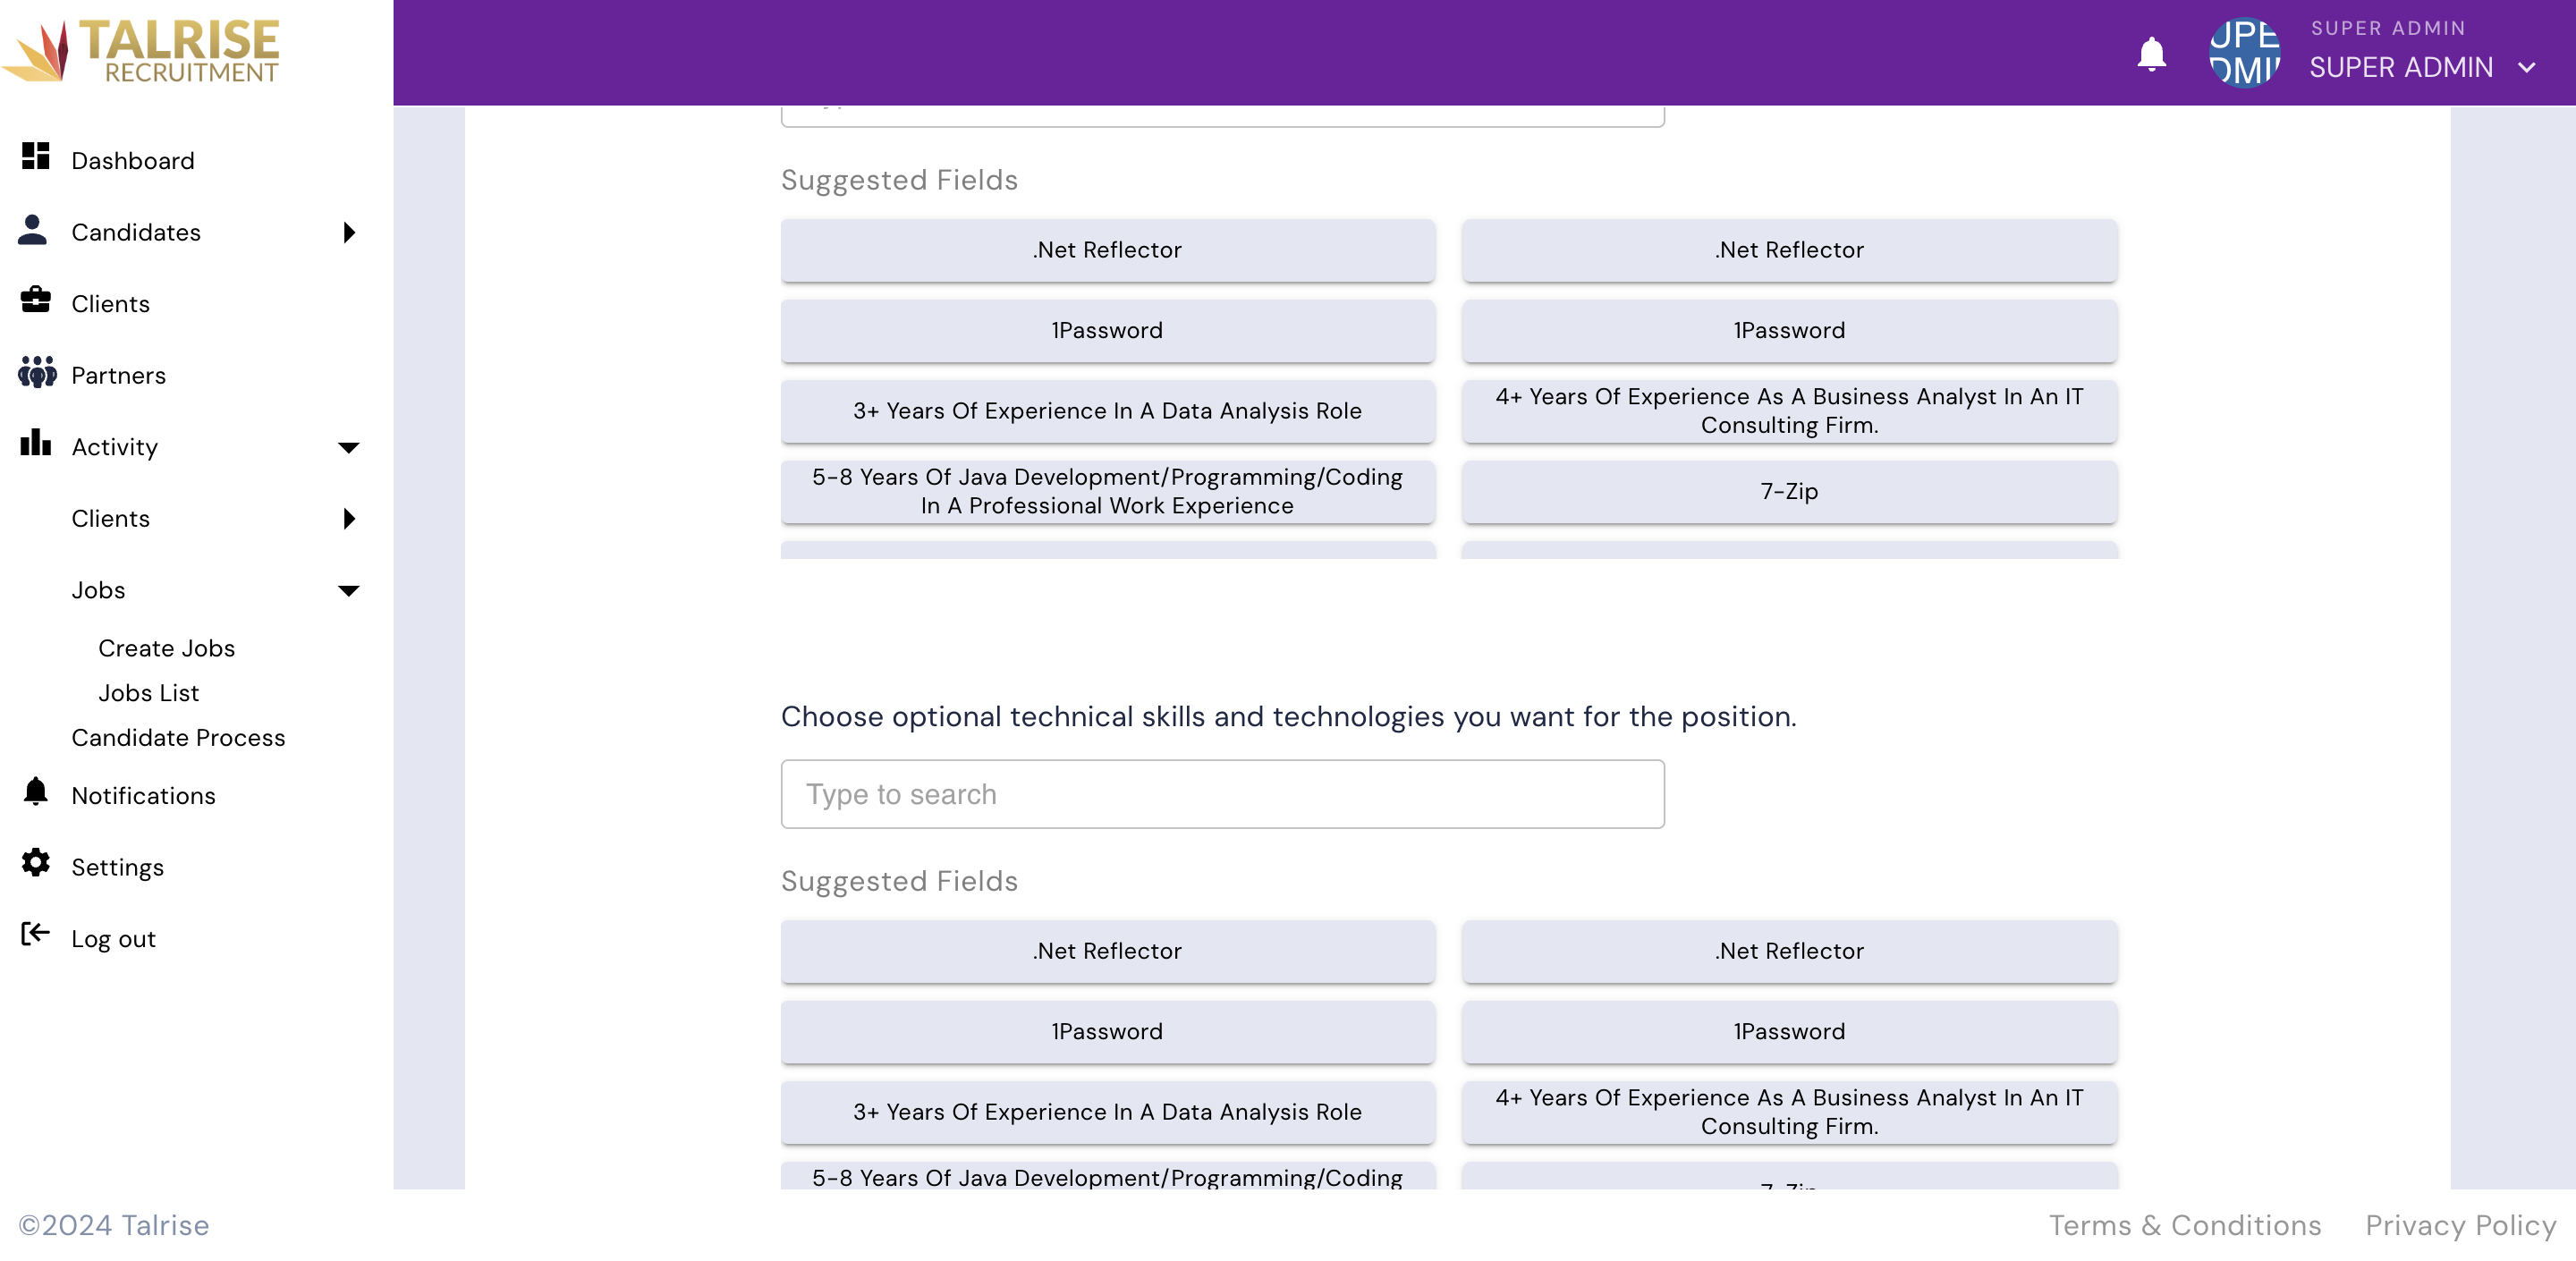 TALRISE
RECRUITMENT
SUPER ADMIN
SUPER ADMIN
Dashboard
Candidates
Clients
Partners
Activity
Clients
Jobs
Create Jobs
Jobs List
Candidate Process
Notifications
Settings
Log out
Suggested Fields
.Net Reflector
.Net Reflector
1Password
1Password
3+ Years Of Experience In A Data Analysis Role
4+ Years Of Experience As A Business Analyst In An IT
Consulting Firm.
5-8 Years Of Java Development/Programming/Coding
In A Professional Work Experience
7-Zip
Choose optional technical skills and technologies you want for the position.
Type to search
Suggested Fields
.Net Reflector
.Net Reflector
1Password
1Password
3+ Years Of Experience In A Data Analysis Role
4+ Years Of Experience As A Business Analyst In An IT
Consulting Firm.
5-8 Years Of Java Development/Programming/Coding
7-Zip
©2024 Talrise
Terms & Conditions
Privacy Policy